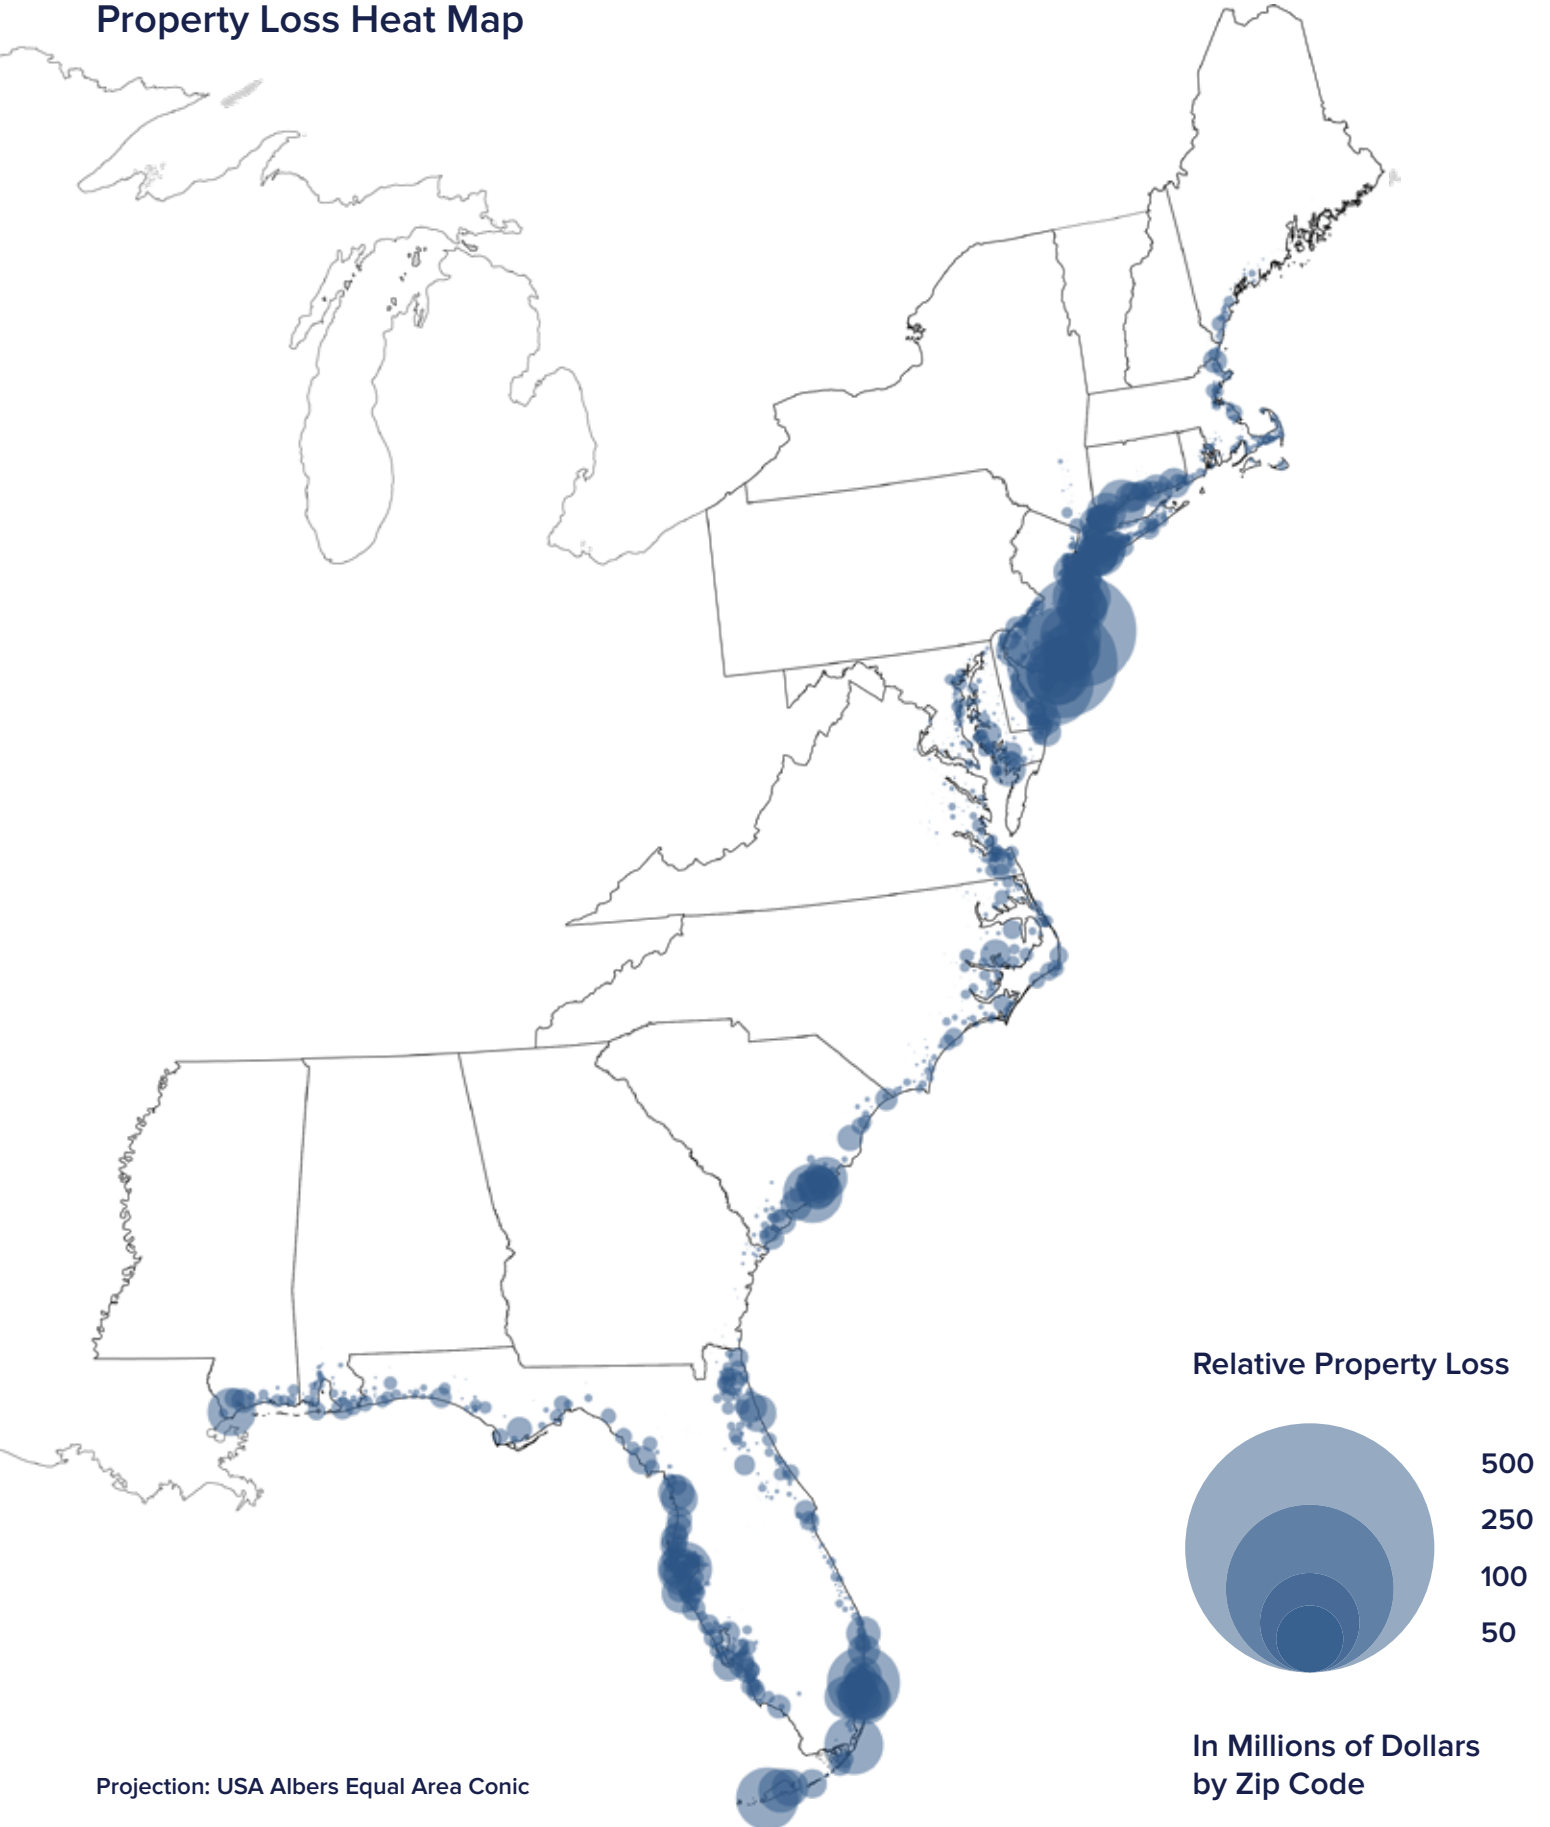 Property Loss Heat Map
Relative Property Loss
500
250
100
50
In Millions of Dollars
by Zip Code
Projection: USA Albers Equal Area Conic